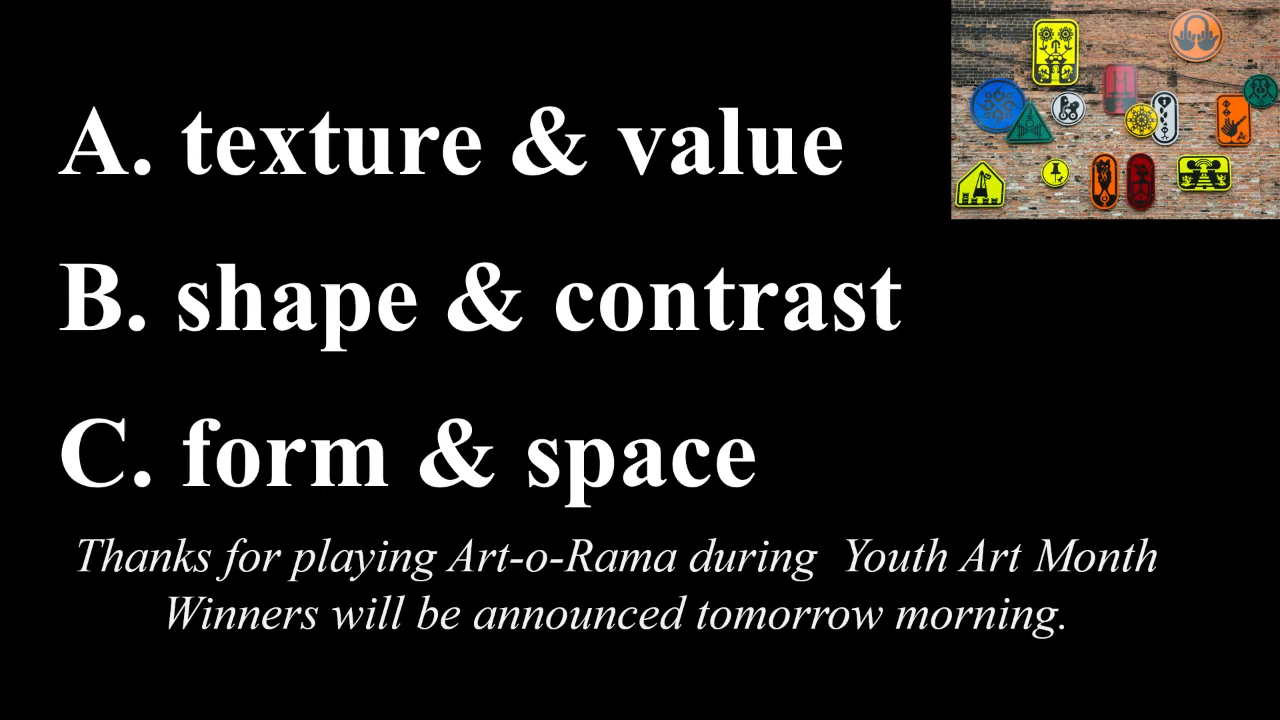 A. texture & value
B. shape & contrast
C. form & space
Thanks for playing Art-o-Rama during  Youth Art Month
Winners will be announced tomorrow morning.